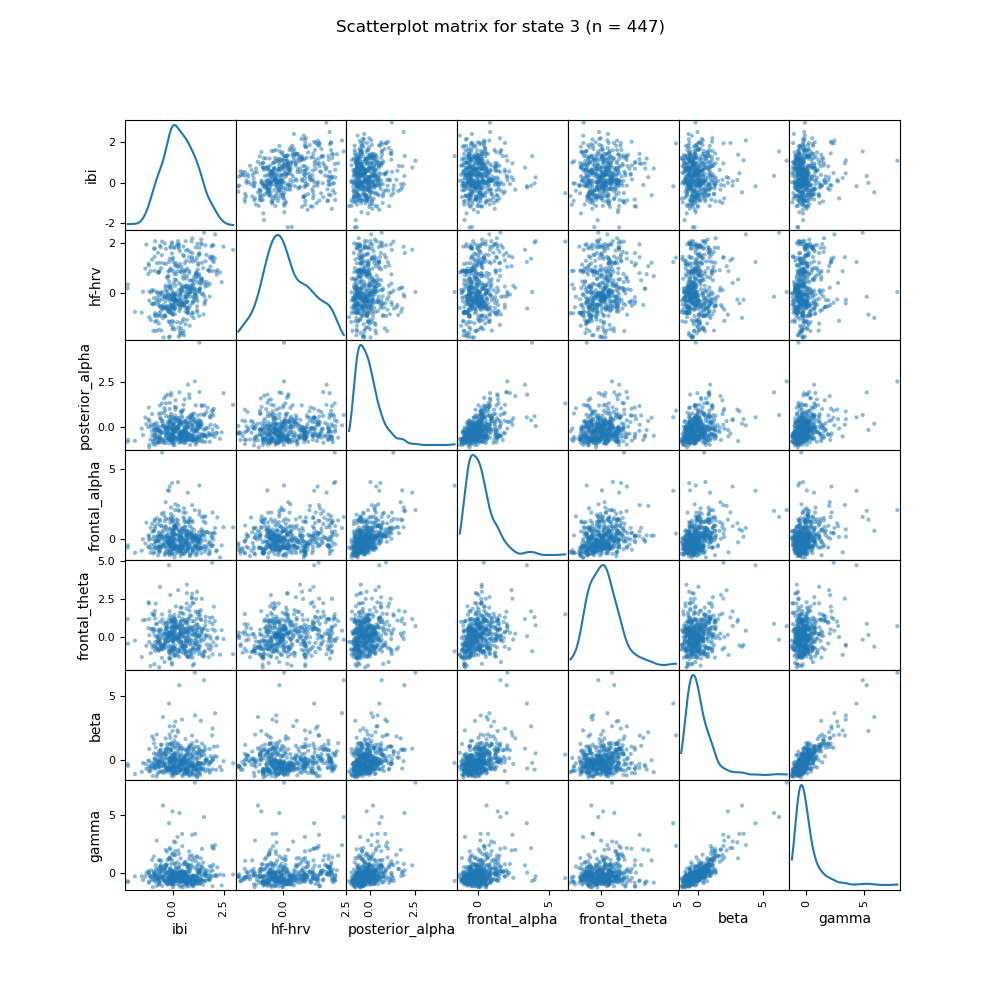 Scatterplot matrix for state 3 (n = 447)
ibi
2
0
-2
hf-hrv
2
0
posterior_alpha
2.5
0.0
frontal_alpha
5
0
frontal_theta
5.0
2.5
0.0
beta
5
0
gamma
5
0
0.0
2.5
0.0
2.5
0.0
2.5
0
5
0
5
0
5
0
5
ibi
hf-hrv
posterior_alpha
frontal_alpha
frontal_theta
beta
gamma